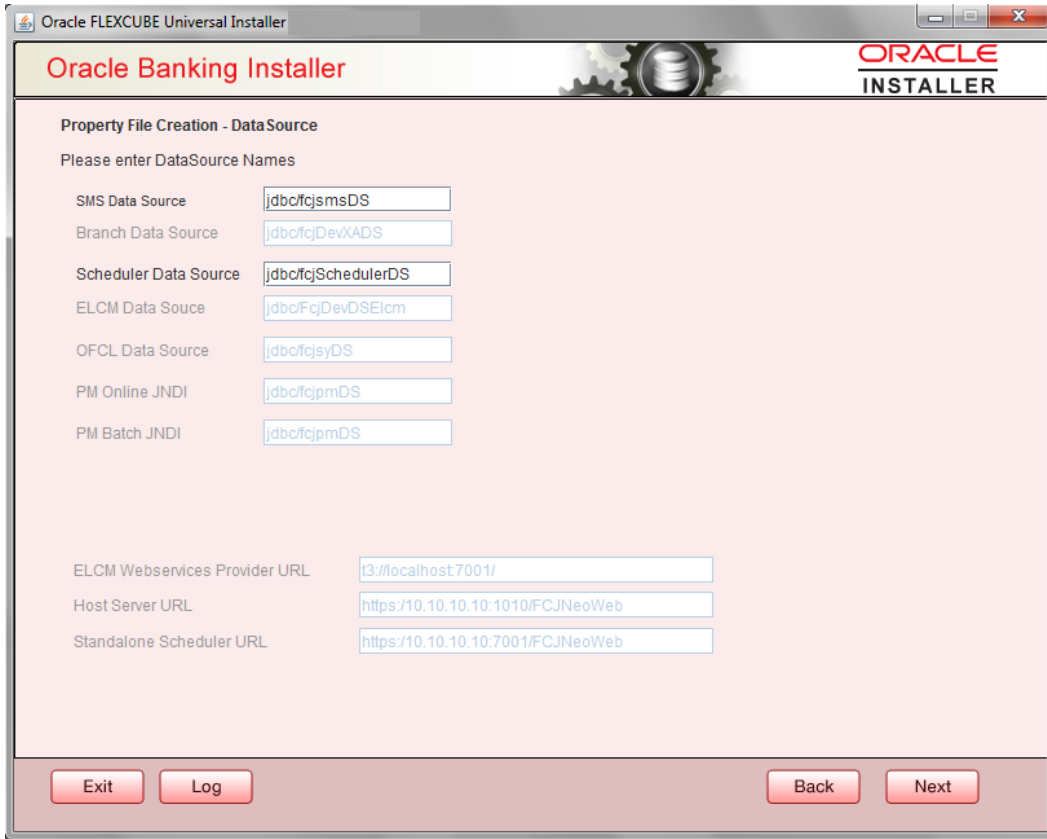 Oracle FLEXCUBE Universal Installer
Oracle Banking Installer
ORACLE
INSTALLER
Property File Creation - DataSource
Please enter DataSource Names
SMS Data Source jdbc/fcjsmsDS
Branch Data Source jdbc/fcjDevXADS
Scheduler Data Source jdbc/fcjSchedulerDS
ELCM Data Souce jdbc/FcjDevDSElcm
OFCL Data Source jdbc/fcjsyDS
PM Online JNDI jdbc/fcjpmDS
PM Batch JNDI jdbc/fcjpmDS
ELCM Webservices Provider URL t3://localhost:7001/
Host Server URL https:/10.10.10.10:1010/FCJNeoWeb
Standalone Scheduler URL https:/10.10.10.10:7001/FCJNeoWeb
Exit Log Back Next